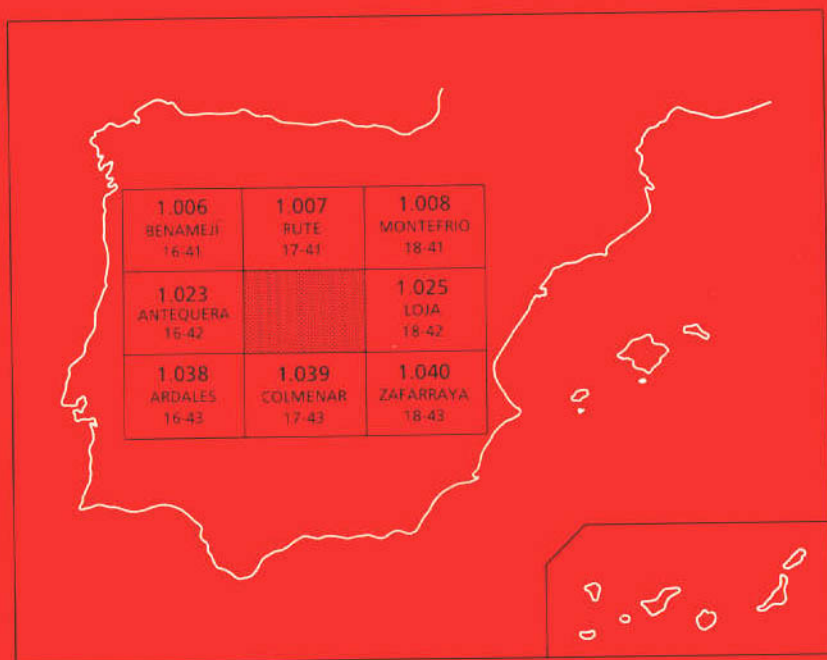 1.006
BENAMEJÍ
16-41
1.007
RUTE
17-41
1.008
MONTEFRIO
18-41
1.023
ANTEQUERA
16-42
1.025
LOJA
18-42
1.038
ARDALES
16-43
1.039
COLMENAR
17-43
1.040
ZAFARRAYA
18-43